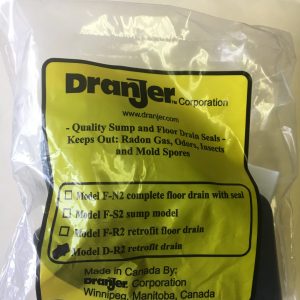 DranJer™ Corporation
www.dranjer.com
- Quality Sump and Floor Drain Seals -
Keeps Out: Radon Gas, Odors, Insects
and Mold Spores
Model F-N2 complete floor drain with seal
Model F-S2 sump model
Model F-R2 retrofit floor drain
Model D-R2 retrofit drain
Made in Canada By:
DranJer Corporation
Winnipeg, Manitoba, Canada